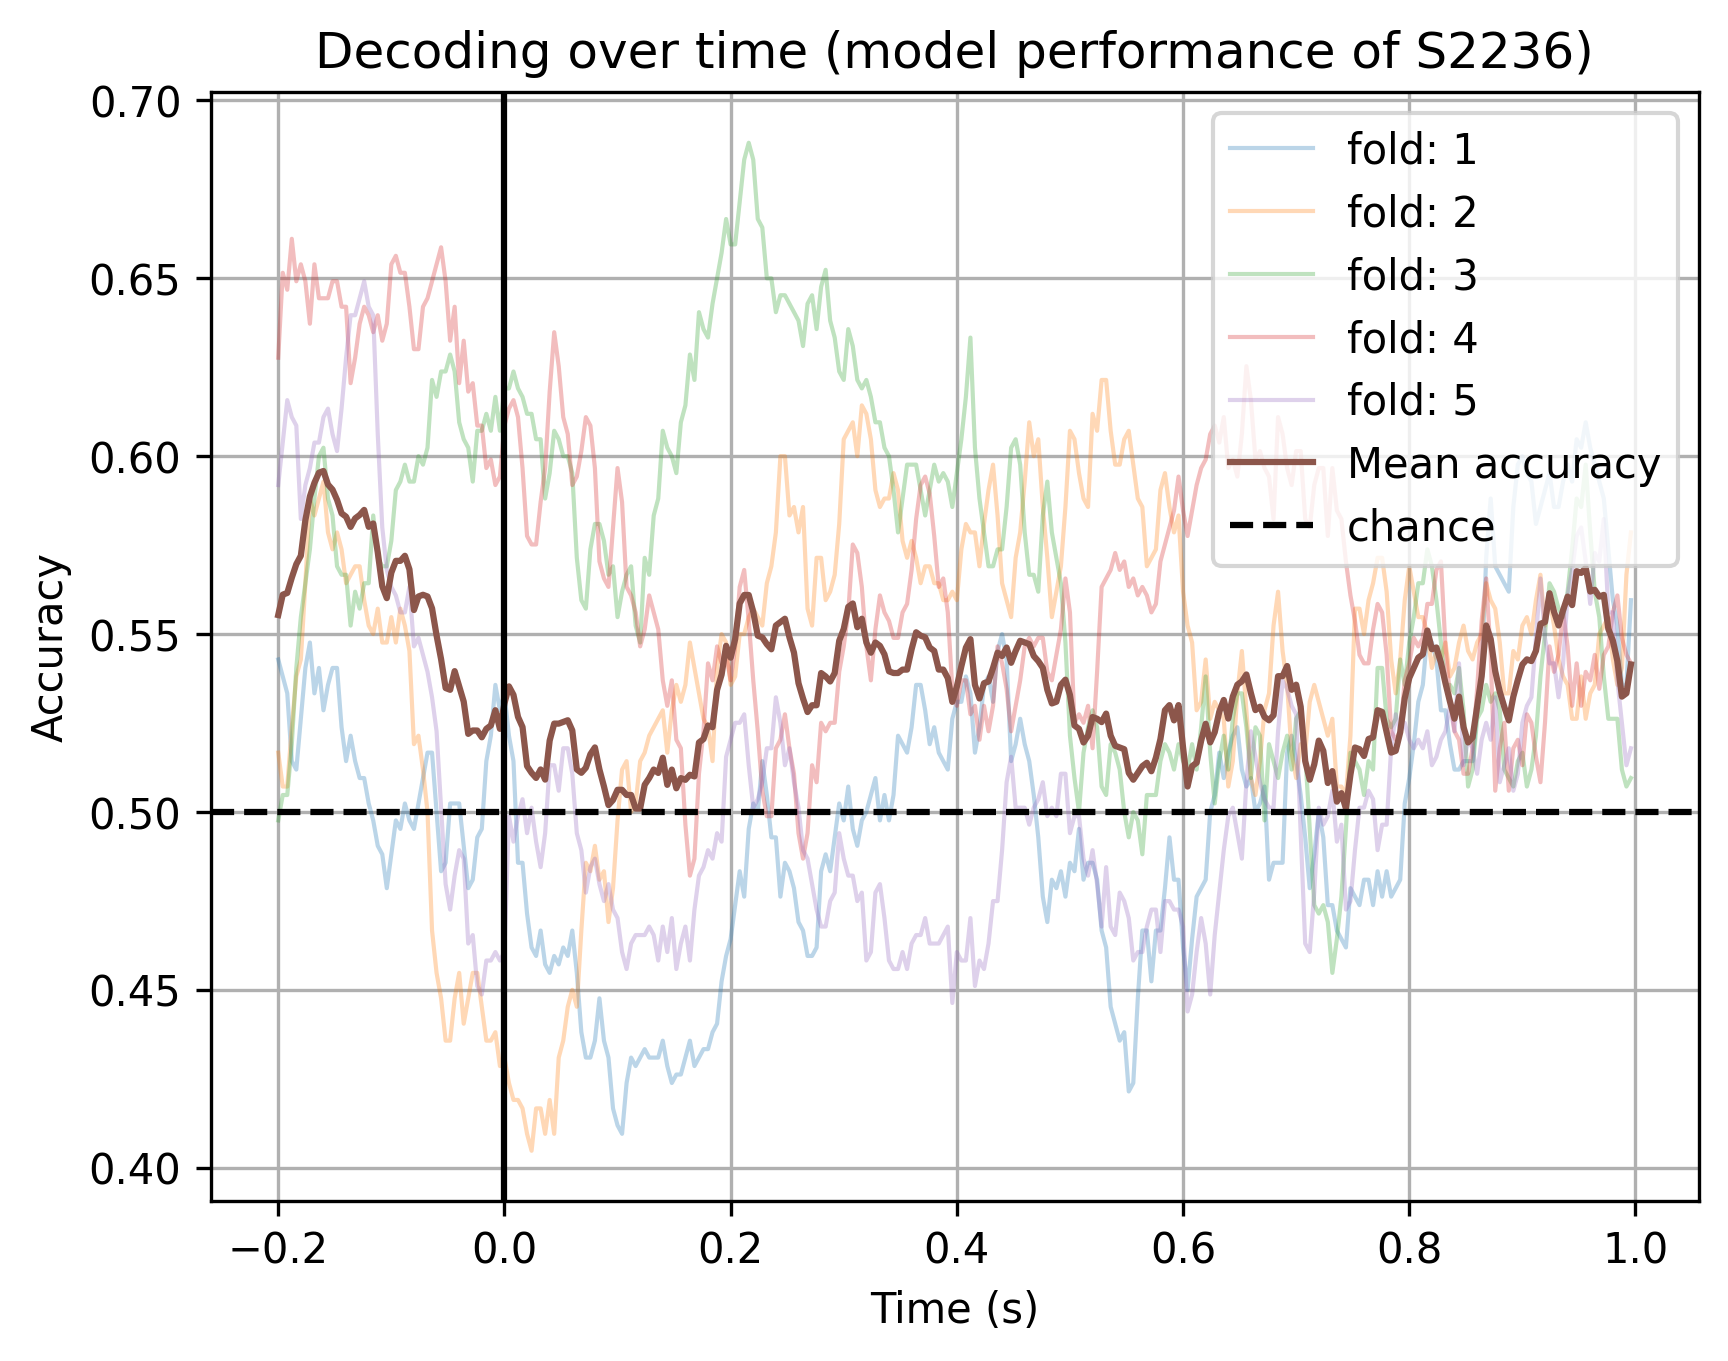 Decoding over time (model performance of S2236)
0.70
0.65
0.60
0.55
0.50
0.45
0.40
Accuracy
fold: 1
fold: 2
fold: 3
fold: 4
fold: 5
Mean accuracy
chance
−0.2 0.0 0.2 0.4 0.6 0.8 1.0
Time (s)